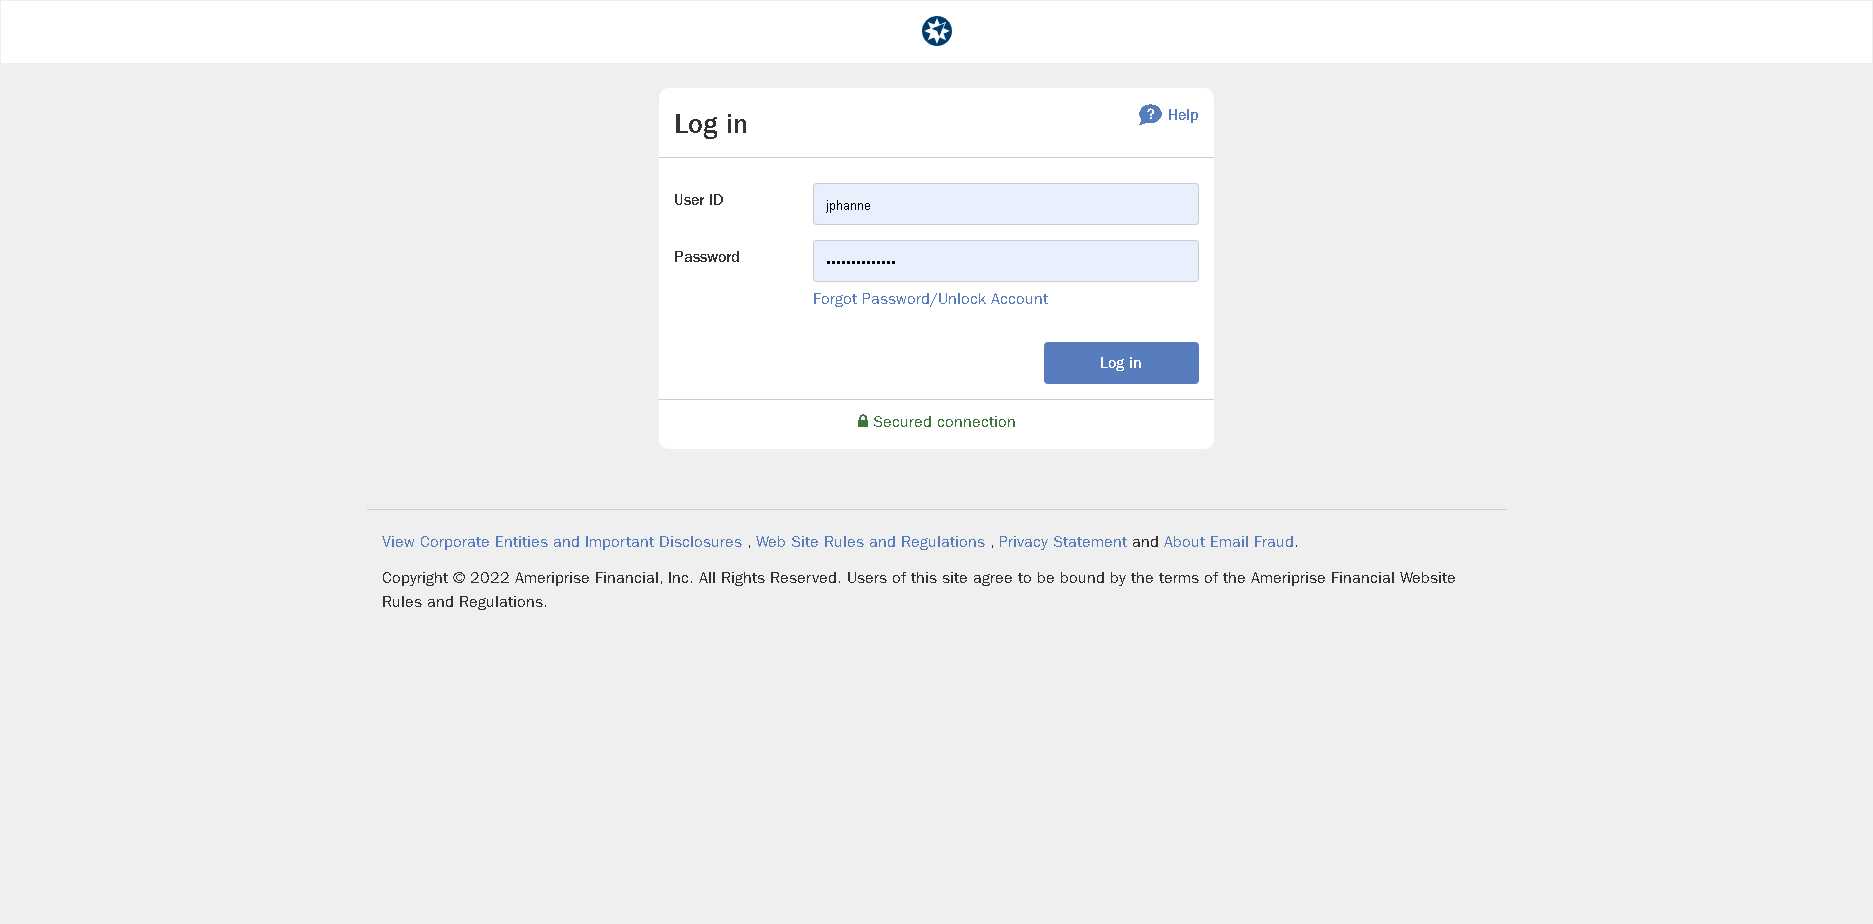 Log in
? Help
User ID
jphanne
Password
••••••••••••••
Forgot Password/Unlock Account
Log in
Secured connection
View Corporate Entities and Important Disclosures , Web Site Rules and Regulations , Privacy Statement and About Email Fraud.
Copyright © 2022 Ameriprise Financial, Inc. All Rights Reserved. Users of this site agree to be bound by the terms of the Ameriprise Financial Website
Rules and Regulations.